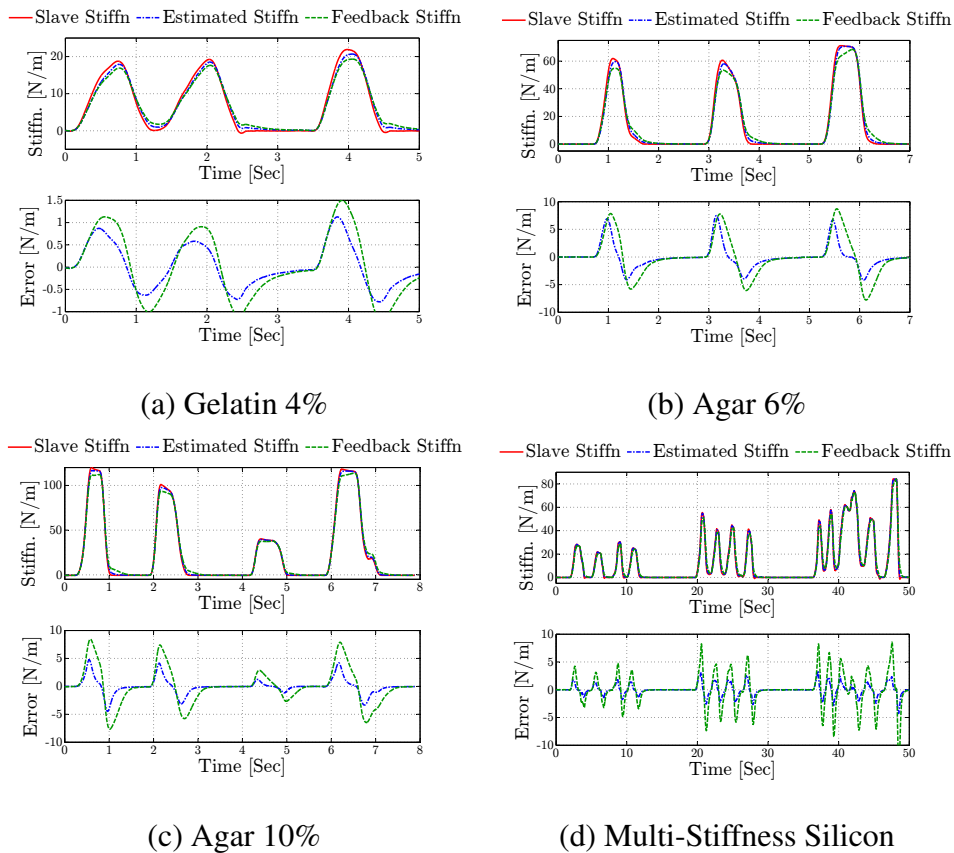 Slave Stiffn Estimated Stiffn Feedback Stiffn
Stiffn. [N/m]
20
10
0
0 1 2 3 4 5
Time [Sec]
Error [N/m]
1.5
1
0.5
0
-0.5
-1
0 1 2 3 4 5
Time [Sec]
(a) Gelatin 4%
Slave Stiffn Estimated Stiffn Feedback Stiffn
Stiffn. [N/m]
60
40
20
0
0 1 2 3 4 5 6 7
Time [Sec]
Error [N/m]
10
5
0
-5
-10
0 1 2 3 4 5 6 7
Time [Sec]
(b) Agar 6%
Slave Stiffn Estimated Stiffn Feedback Stiffn
Stiffn. [N/m]
100
50
0
0 1 2 3 4 5 6 7 8
Time [Sec]
Error [N/m]
10
5
0
-5
-10
0 1 2 3 4 5 6 7 8
Time [Sec]
(c) Agar 10%
Slave Stiffn Estimated Stiffn Feedback Stiffn
Stiffn. [N/m]
80
60
40
20
0
0 10 20 30 40 50
Time [Sec]
Error [N/m]
10
5
0
-5
-10
0 10 20 30 40 50
Time [Sec]
(d) Multi-Stiffness Silicon